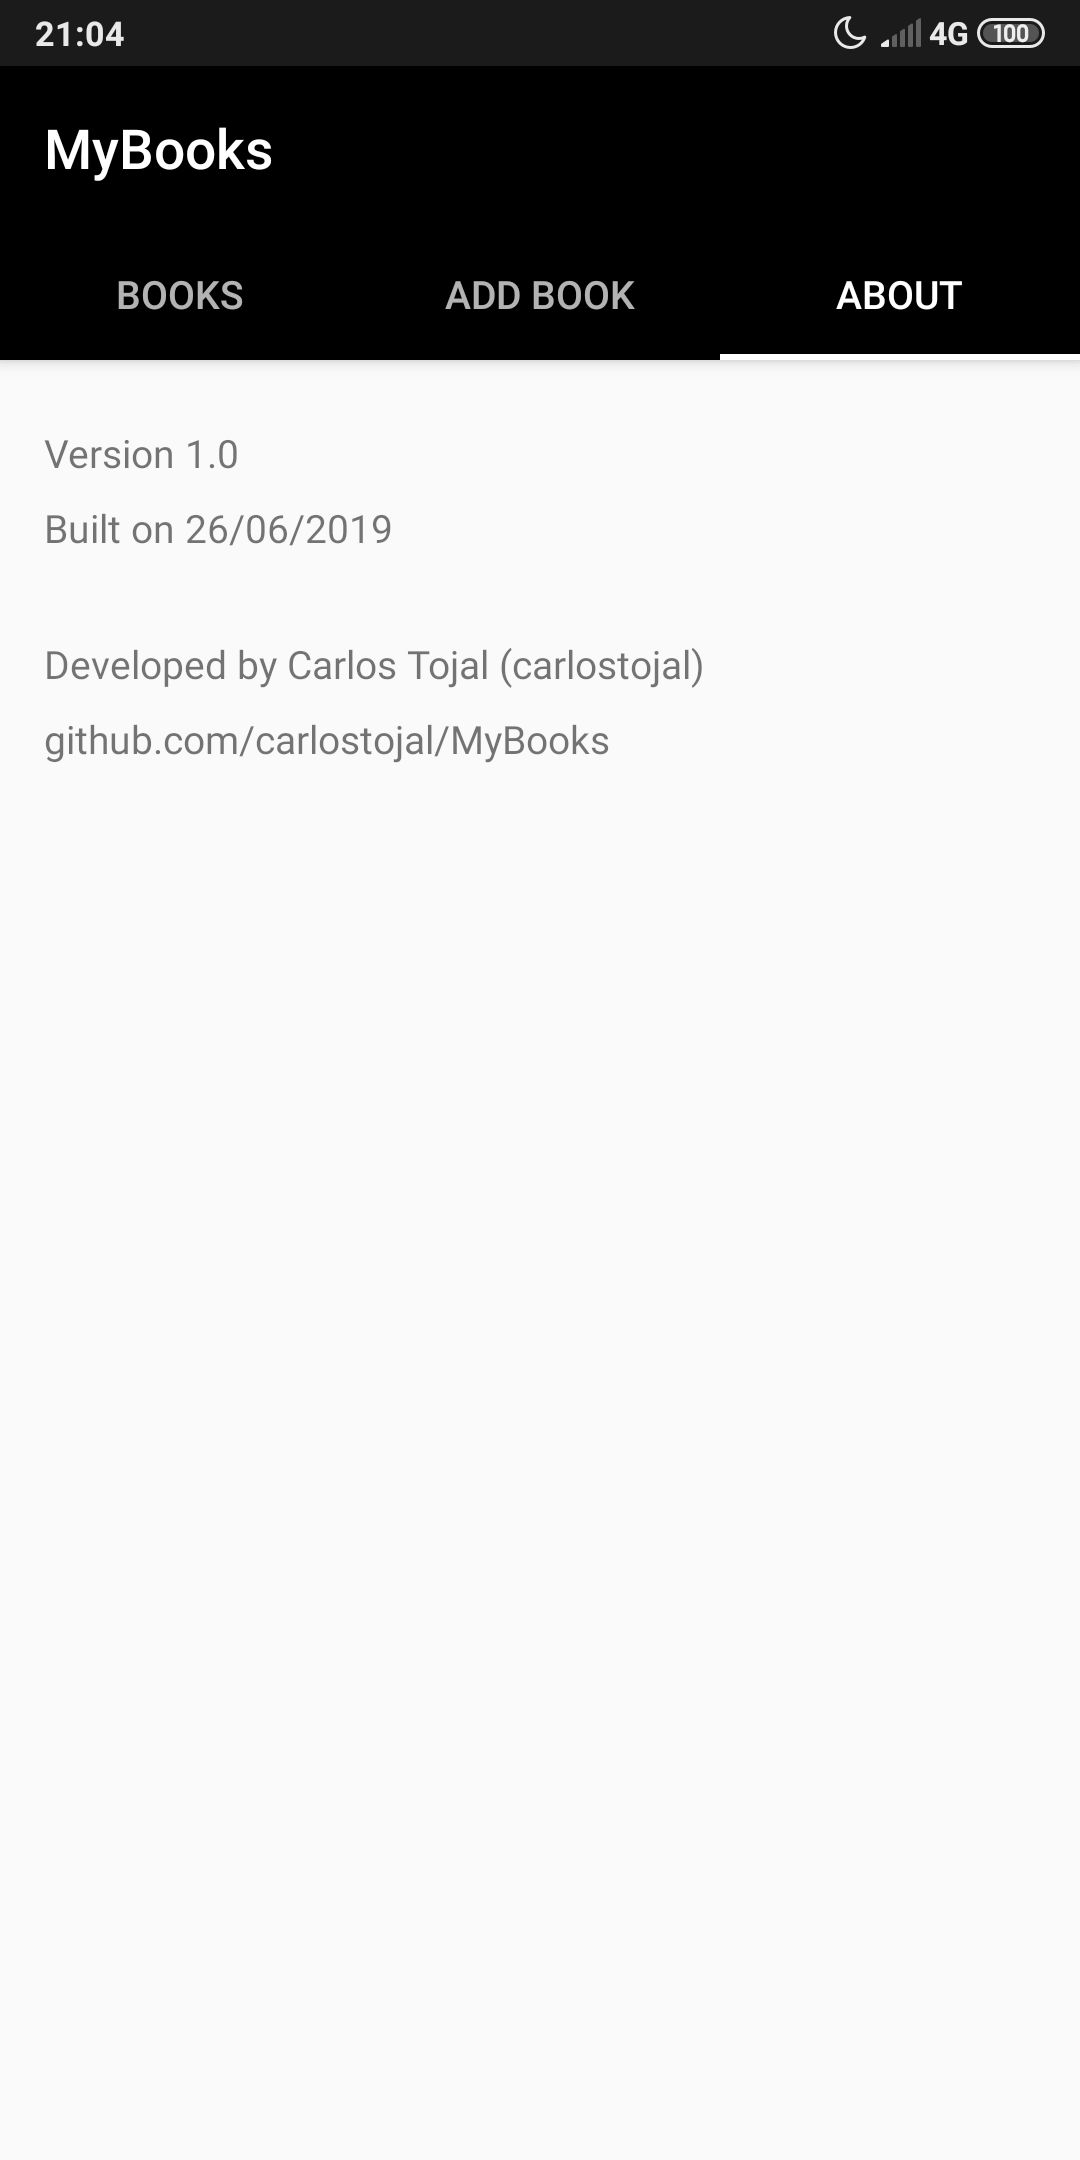 21:04 4G 100
MyBooks
BOOKS ADD BOOK ABOUT
Version 1.0
Built on 26/06/2019
Developed by Carlos Tojal (carlostojal)
github.com/carlostojal/MyBooks